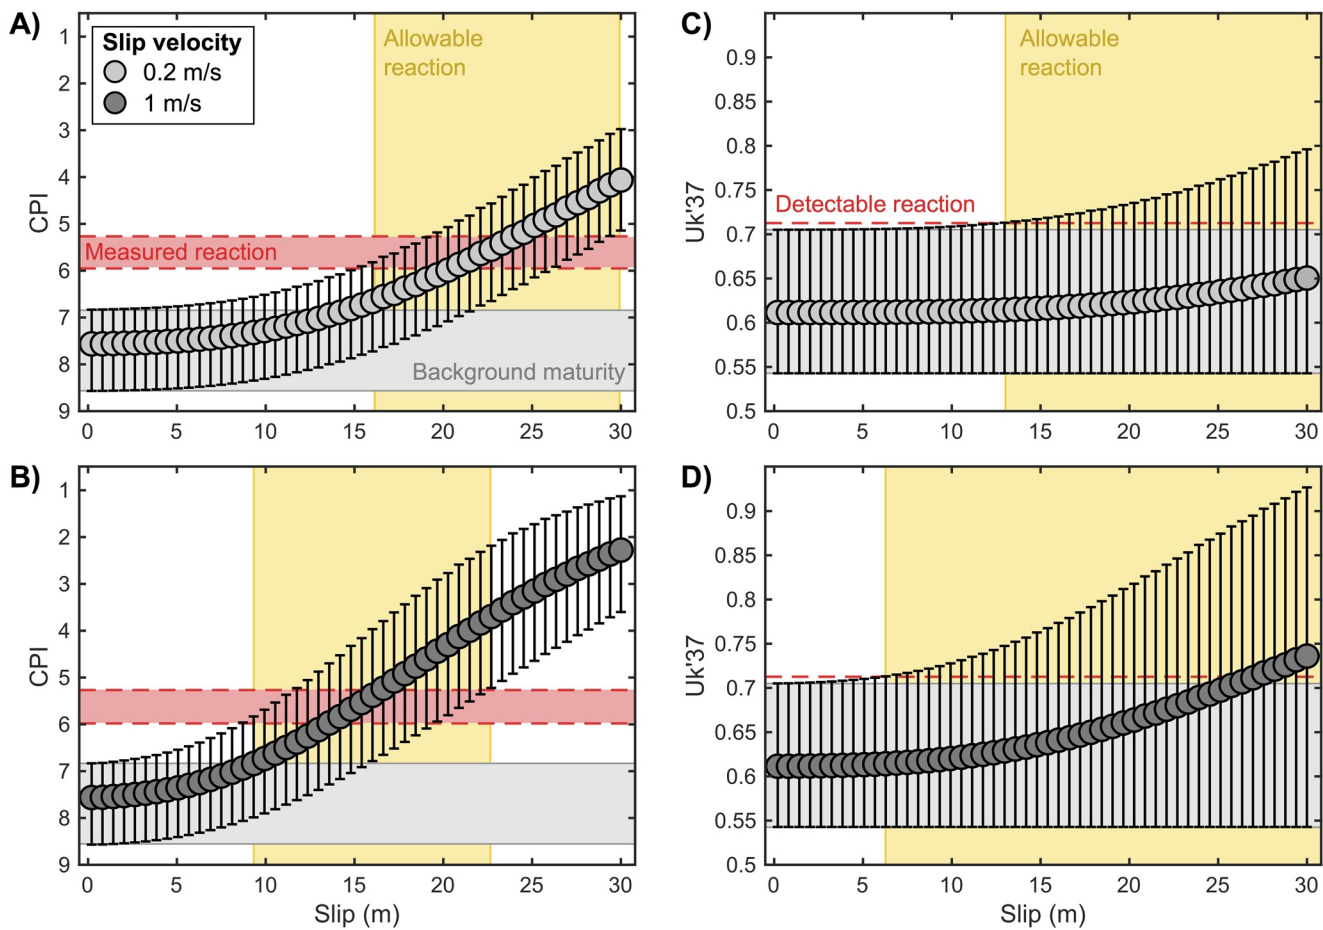 A)
CPI
1
2
3
4
5
6
7
8
9
Slip velocity
0.2 m/s
1 m/s
Allowable
reaction
Measured reaction
Background maturity
0 5 10 15 20 25 30
C)
Uk'37
0.9
0.85
0.8
0.75
0.7
0.65
0.6
0.55
0.5
Allowable
reaction
Detectable reaction
0 5 10 15 20 25 30
B)
CPI
1
2
3
4
5
6
7
8
9
0 5 10 15 20 25 30
Slip (m)
D)
Uk'37
0.9
0.85
0.8
0.75
0.7
0.65
0.6
0.55
0.5
0 5 10 15 20 25 30
Slip (m)